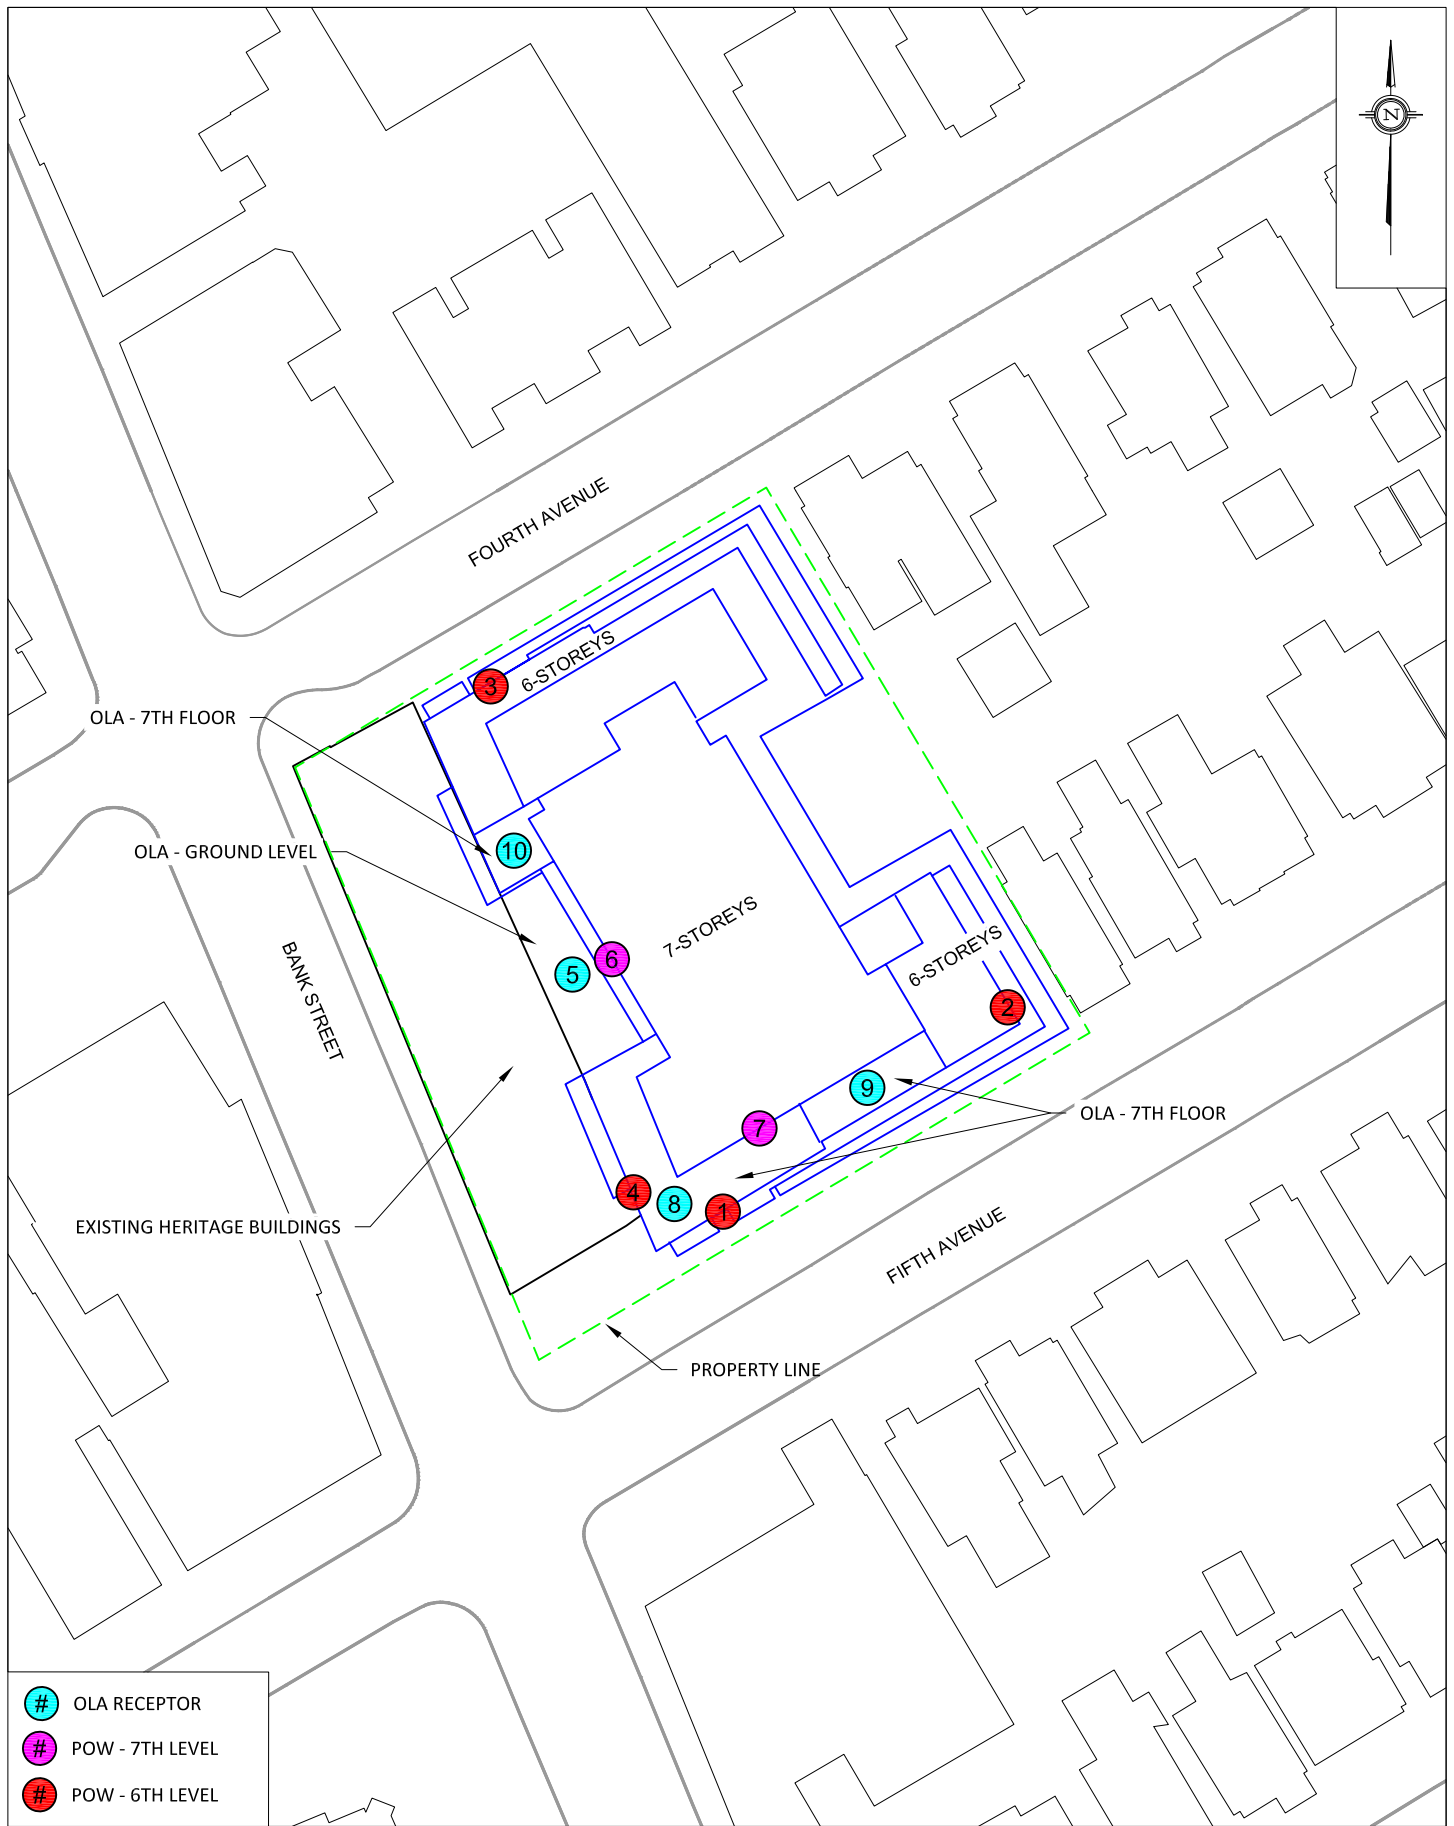 N
FOURTH AVENUE
6-STOREYS
3
OLA - 7TH FLOOR
10
OLA - GROUND LEVEL
7-STOREYS
6
5
BANK STREET
6-STOREYS
2
9
OLA - 7TH FLOOR
7
4
8
1
EXISTING HERITAGE BUILDINGS
FIFTH AVENUE
PROPERTY LINE
# OLA RECEPTOR
# POW - 7TH LEVEL
# POW - 6TH LEVEL